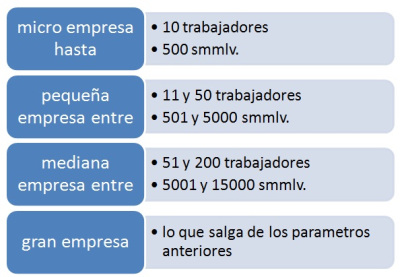 micro empresa
hasta
• 10 trabajadores
• 500 smmlv.
pequeña
empresa entre
• 11 y 50 trabajadores
• 501 y 5000 smmlv.
mediana
empresa entre
• 51 y 200 trabajadores
• 5001 y 15000 smmlv.
gran empresa
• lo que salga de los parametros
anteriores